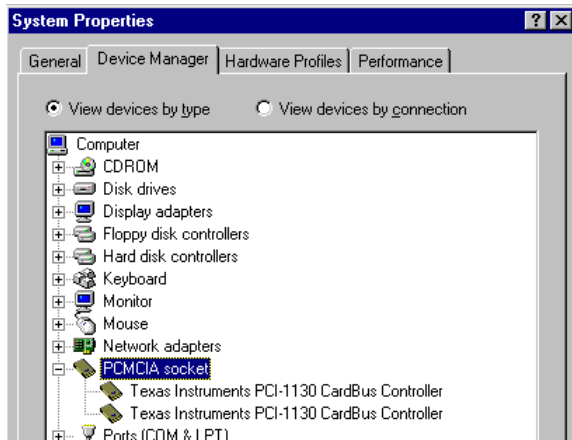 System Properties
General Device Manager Hardware Profiles Performance
View devices by type View devices by connection
Computer
CDROM
Disk drives
Display adapters
Floppy disk controllers
Hard disk controllers
Keyboard
Monitor
Mouse
Network adapters
PCMCIA socket
Texas Instruments PCI-1130 CardBus Controller
Texas Instruments PCI-1130 CardBus Controller
Ports (COM & LPT)